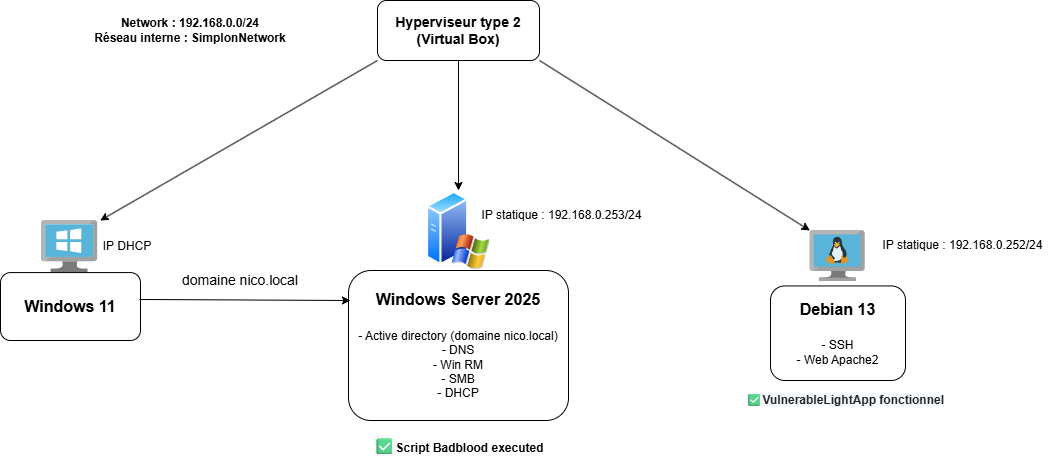 Network : 192.168.0.0/24
Réseau interne : SimplonNetwork
Hyperviseur type 2
(Virtual Box)
IP statique : 192.168.0.253/24
IP DHCP
IP statique : 192.168.0.252/24
domaine nico.local
Windows 11
Windows Server 2025
- Active directory (domaine nico.local)
- DNS
- Win RM
- SMB
- DHCP
Debian 13
- SSH
- Web Apache2
✅ VulnerableLightApp fonctionnel
✅ Script Badblood executed